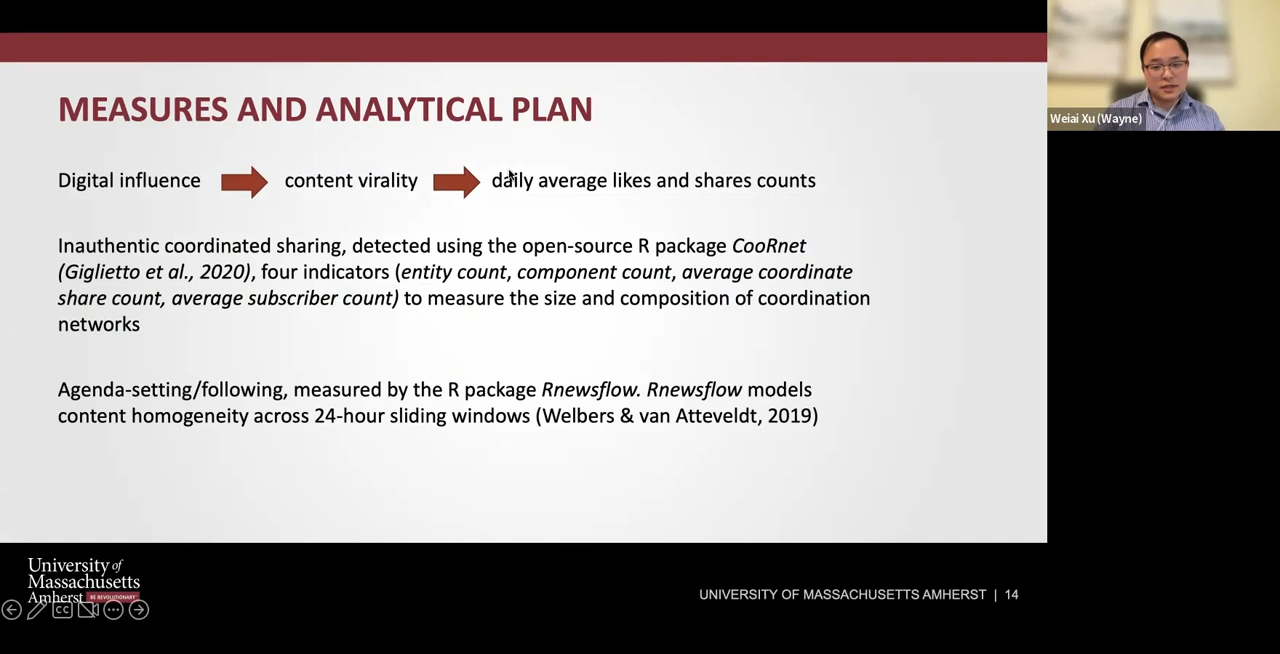 MEASURES AND ANALYTICAL PLAN
Weiai Xu (Wayne)
Digital influence content virality daily average likes and shares counts
Inauthentic coordinated sharing, detected using the open-source R package CooRnet
(Giglietto et al., 2020), four indicators (entity count, component count, average coordinate
share count, average subscriber count) to measure the size and composition of coordination
networks
Agenda-setting/following, measured by the R package Rnewsflow. Rnewsflow models
content homogeneity across 24-hour sliding windows (Welbers & van Atteveldt, 2019)
University of
Massachusetts
Amherst BE REVOLUTIONARY
CC
UNIVERSITY OF MASSACHUSETTS AMHERST | 14